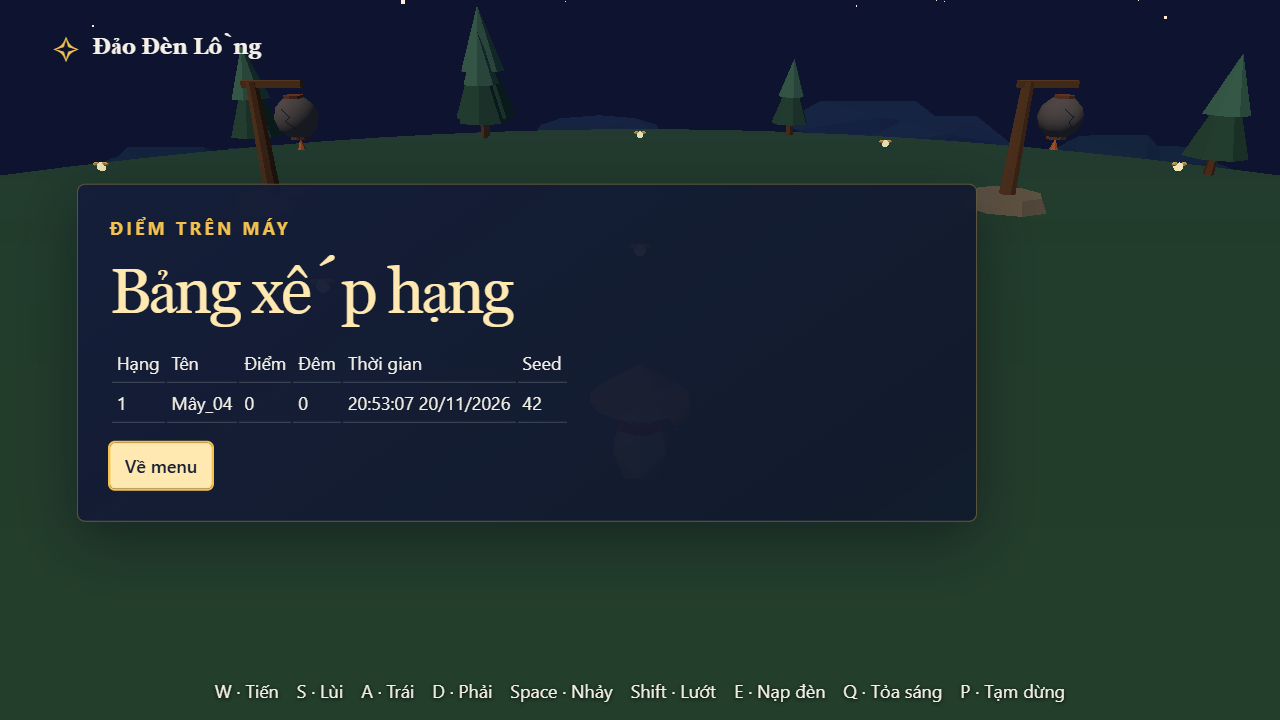 Đảo Đèn Lồng
ĐIỂM TRÊN MÁY
Bảng xếp hạng
Hạng Tên Điểm Đêm Thời gian Seed
1 Mây_04 0 0 20:53:07 20/11/2026 42
Về menu
W · Tiến S · Lùi A · Trái D · Phải Space · Nhảy Shift · Lướt E · Nạp đèn Q · Tỏa sáng P · Tạm dừng